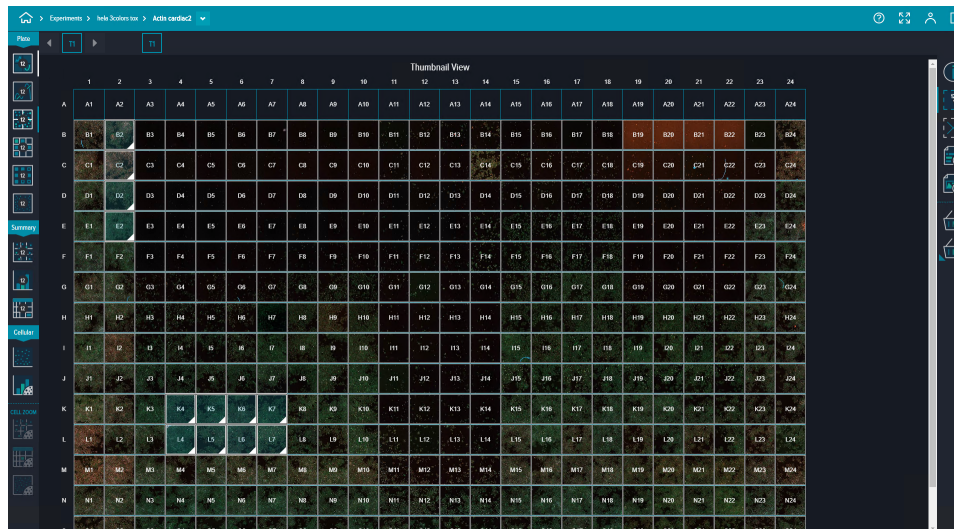 Experiments > hela 3colors tox > Actin cardiac2
Plate
T1 T1
Thumbnail View
1 2 3 4 5 6 7 8 9 10 11 12 13 14 15 16 17 18 19 20 21 22 23 24
A A1 A2 A3 A4 A5 A6 A7 A8 A9 A10 A11 A12 A13 A14 A15 A16 A17 A18 A19 A20 A21 A22 A23 A24
B B1 B2 B3 B4 B5 B6 B7 B8 B9 B10 B11 B12 B13 B14 B15 B16 B17 B18 B19 B20 B21 B22 B23 B24
C C1 C2 C3 C4 C5 C6 C7 C8 C9 C10 C11 C12 C13 C14 C15 C16 C17 C18 C19 C20 C21 C22 C23 C24
D D1 D2 D3 D4 D5 D6 D7 D8 D9 D10 D11 D12 D13 D14 D15 D16 D17 D18 D19 D20 D21 D22 D23 D24
Summary
E E1 E2 E3 E4 E5 E6 E7 E8 E9 E10 E11 E12 E13 E14 E15 E16 E17 E18 E19 E20 E21 E22 E23 E24
F F1 F2 F3 F4 F5 F6 F7 F8 F9 F10 F11 F12 F13 F14 F15 F16 F17 F18 F19 F20 F21 F22 F23 F24
G G1 G2 G3 G4 G5 G6 G7 G8 G9 G10 G11 G12 G13 G14 G15 G16 G17 G18 G19 G20 G21 G22 G23 G24
H H1 H2 H3 H4 H5 H6 H7 H8 H9 H10 H11 H12 H13 H14 H15 H16 H17 H18 H19 H20 H21 H22 H23 H24
Cellular
I I1 I2 I3 I4 I5 I6 I7 I8 I9 I10 I11 I12 I13 I14 I15 I16 I17 I18 I19 I20 I21 I22 I23 I24
J J1 J2 J3 J4 J5 J6 J7 J8 J9 J10 J11 J12 J13 J14 J15 J16 J17 J18 J19 J20 J21 J22 J23 J24
CELL ZOOM
K K1 K2 K3 K4 K5 K6 K7 K8 K9 K10 K11 K12 K13 K14 K15 K16 K17 K18 K19 K20 K21 K22 K23 K24
L L1 L2 L3 L4 L5 L6 L7 L8 L9 L10 L11 L12 L13 L14 L15 L16 L17 L18 L19 L20 L21 L22 L23 L24
M M1 M2 M3 M4 M5 M6 M7 M8 M9 M10 M11 M12 M13 M14 M15 M16 M17 M18 M19 M20 M21 M22 M23 M24
N N1 N2 N3 N4 N5 N6 N7 N8 N9 N10 N11 N12 N13 N14 N15 N16 N17 N18 N19 N20 N21 N22 N23 N24